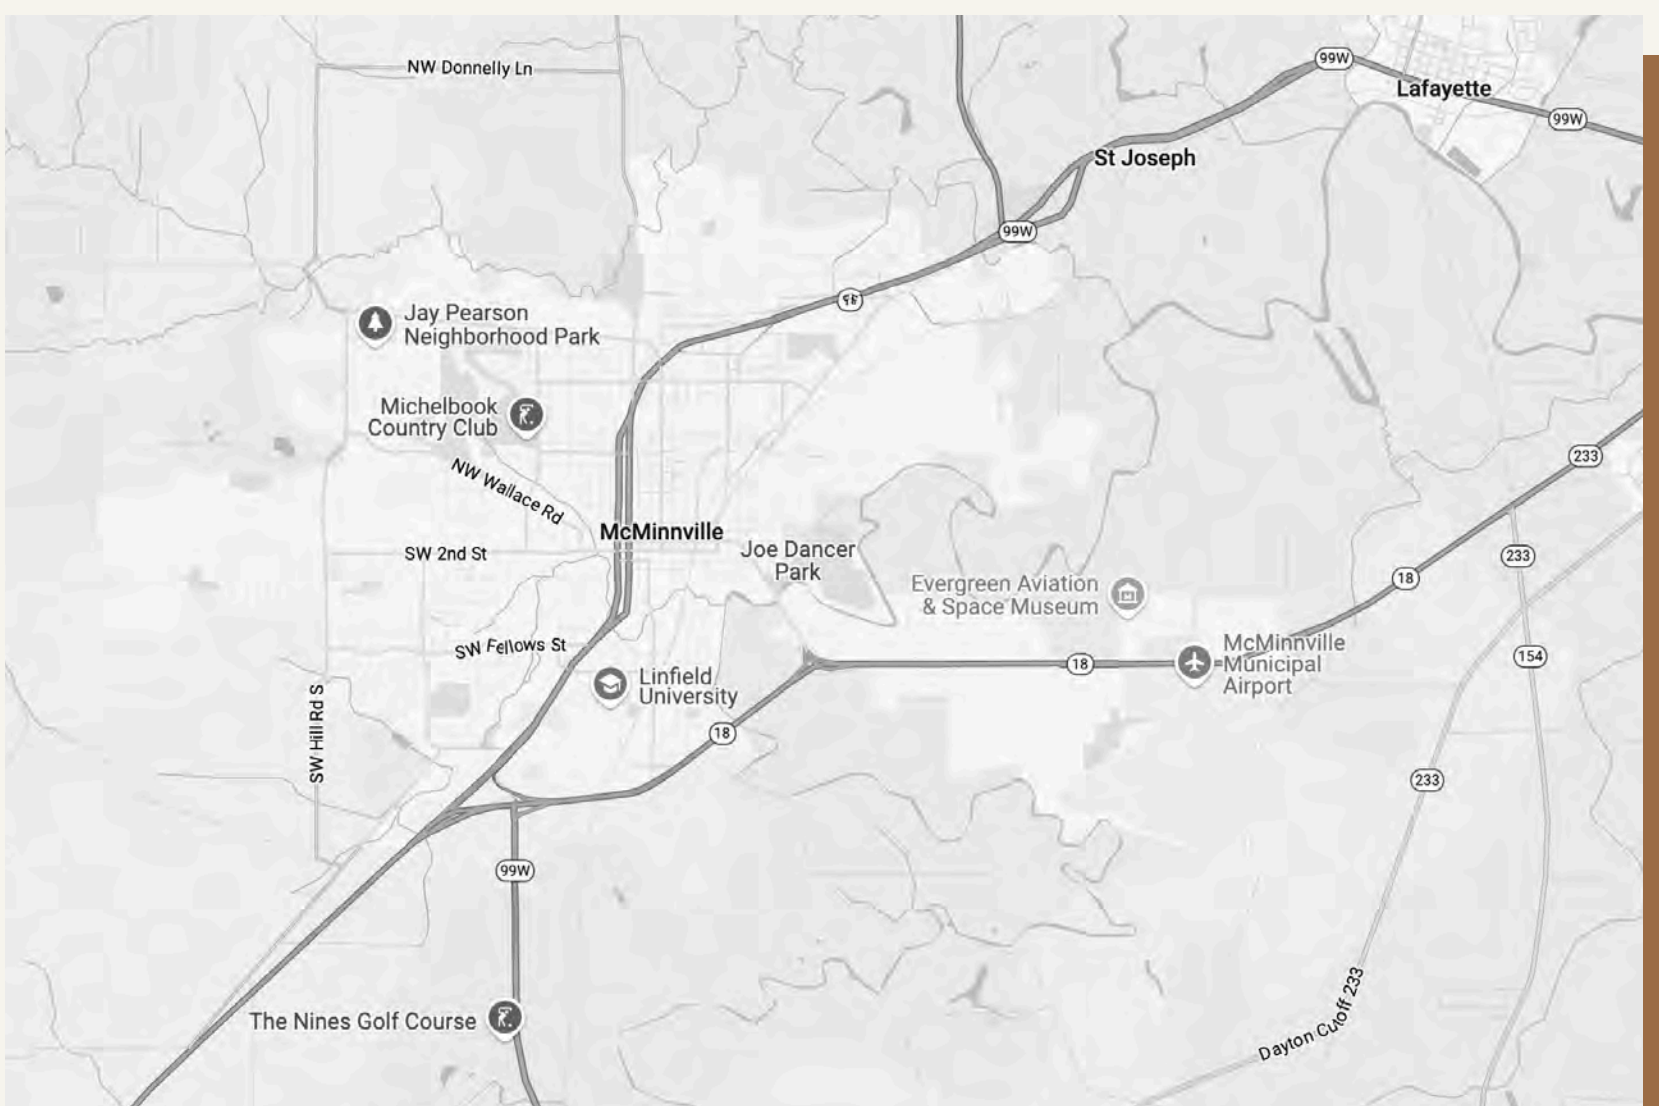 NW Donnelly Ln
99W
Lafayette
99W
St Joseph
99W
Jay Pearson
Neighborhood Park
Michelbook
Country Club
233
NW Wallace Rd
McMinnville
SW 2nd St
Joe Dancer
Park
233
18
Evergreen Aviation
& Space Museum
SW Fellows St
McMinnville
Municipal
Airport
18
154
Linfield
University
SW Hill Rd S
18
233
99W
The Nines Golf Course
Dayton Cutoff 233